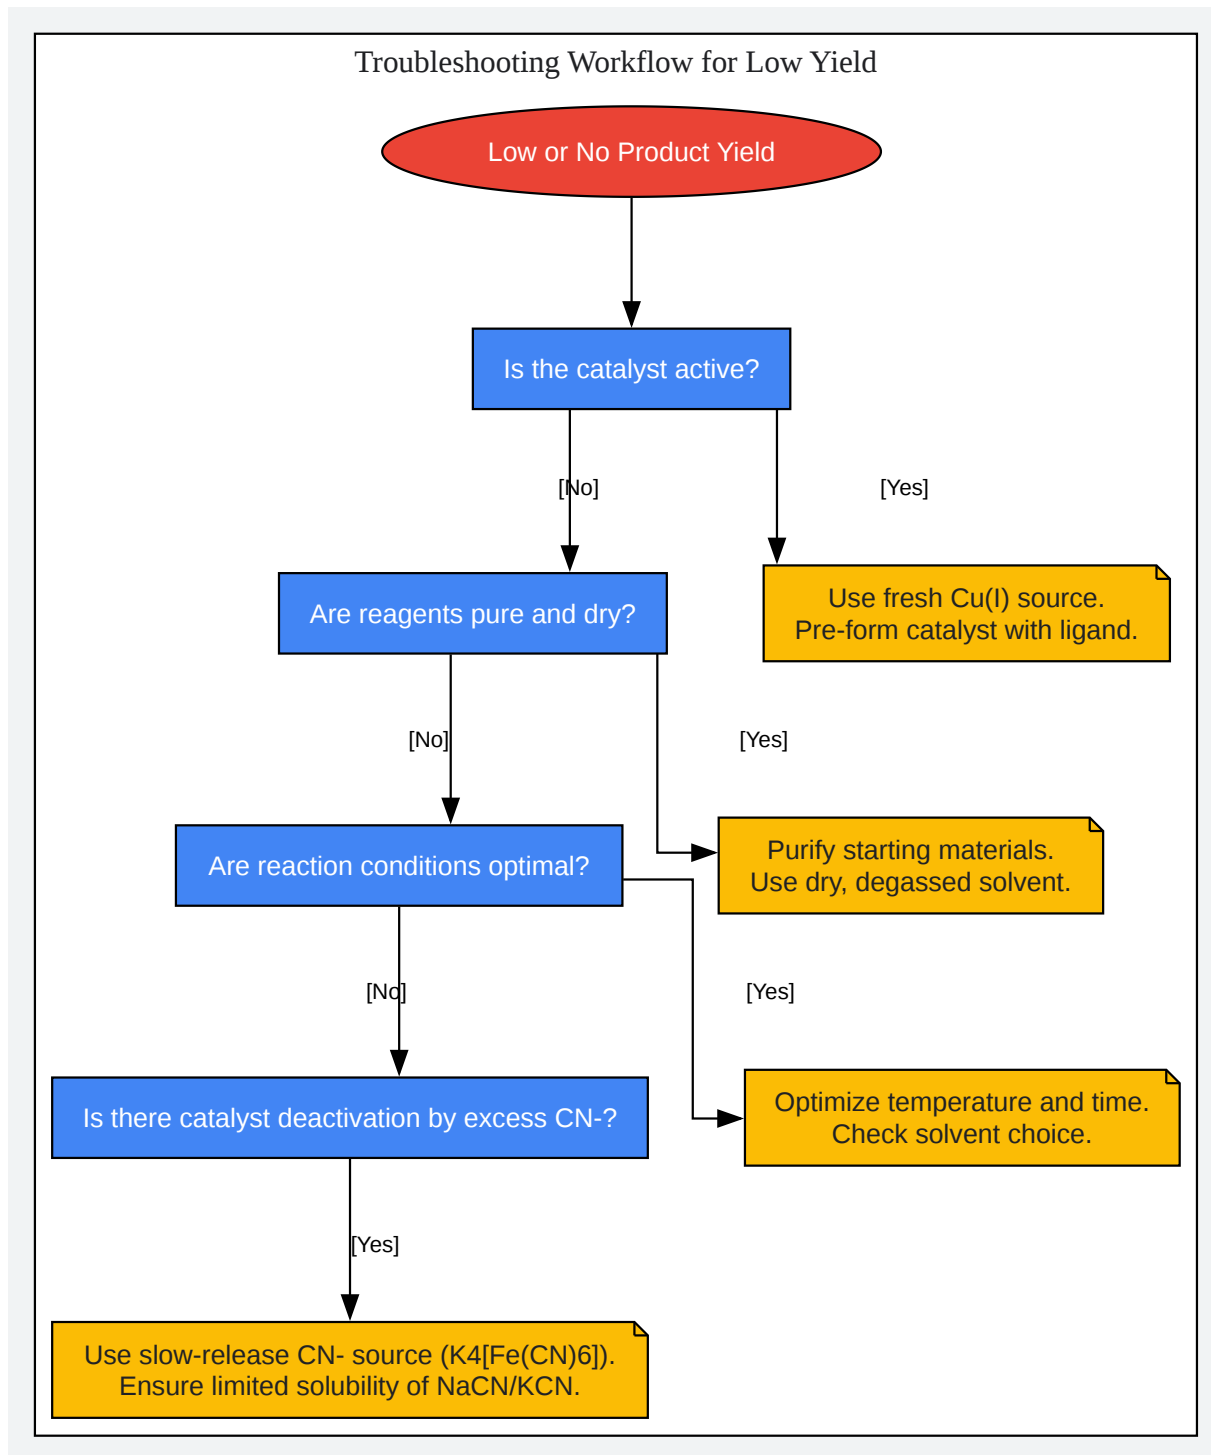 Troubleshooting Workflow for Low Yield
Low or No Product Yield
Is the catalyst active?
[No]
[Yes]
Use fresh Cu(I) source.
Pre-form catalyst with ligand.
Are reagents pure and dry?
[No]
[Yes]
Purify starting materials.
Use dry, degassed solvent.
Are reaction conditions optimal?
[No]
[Yes]
Optimize temperature and time.
Check solvent choice.
Is there catalyst deactivation by excess CN-?
[Yes]
Use slow-release CN- source (K4[Fe(CN)6]).
Ensure limited solubility of NaCN/KCN.